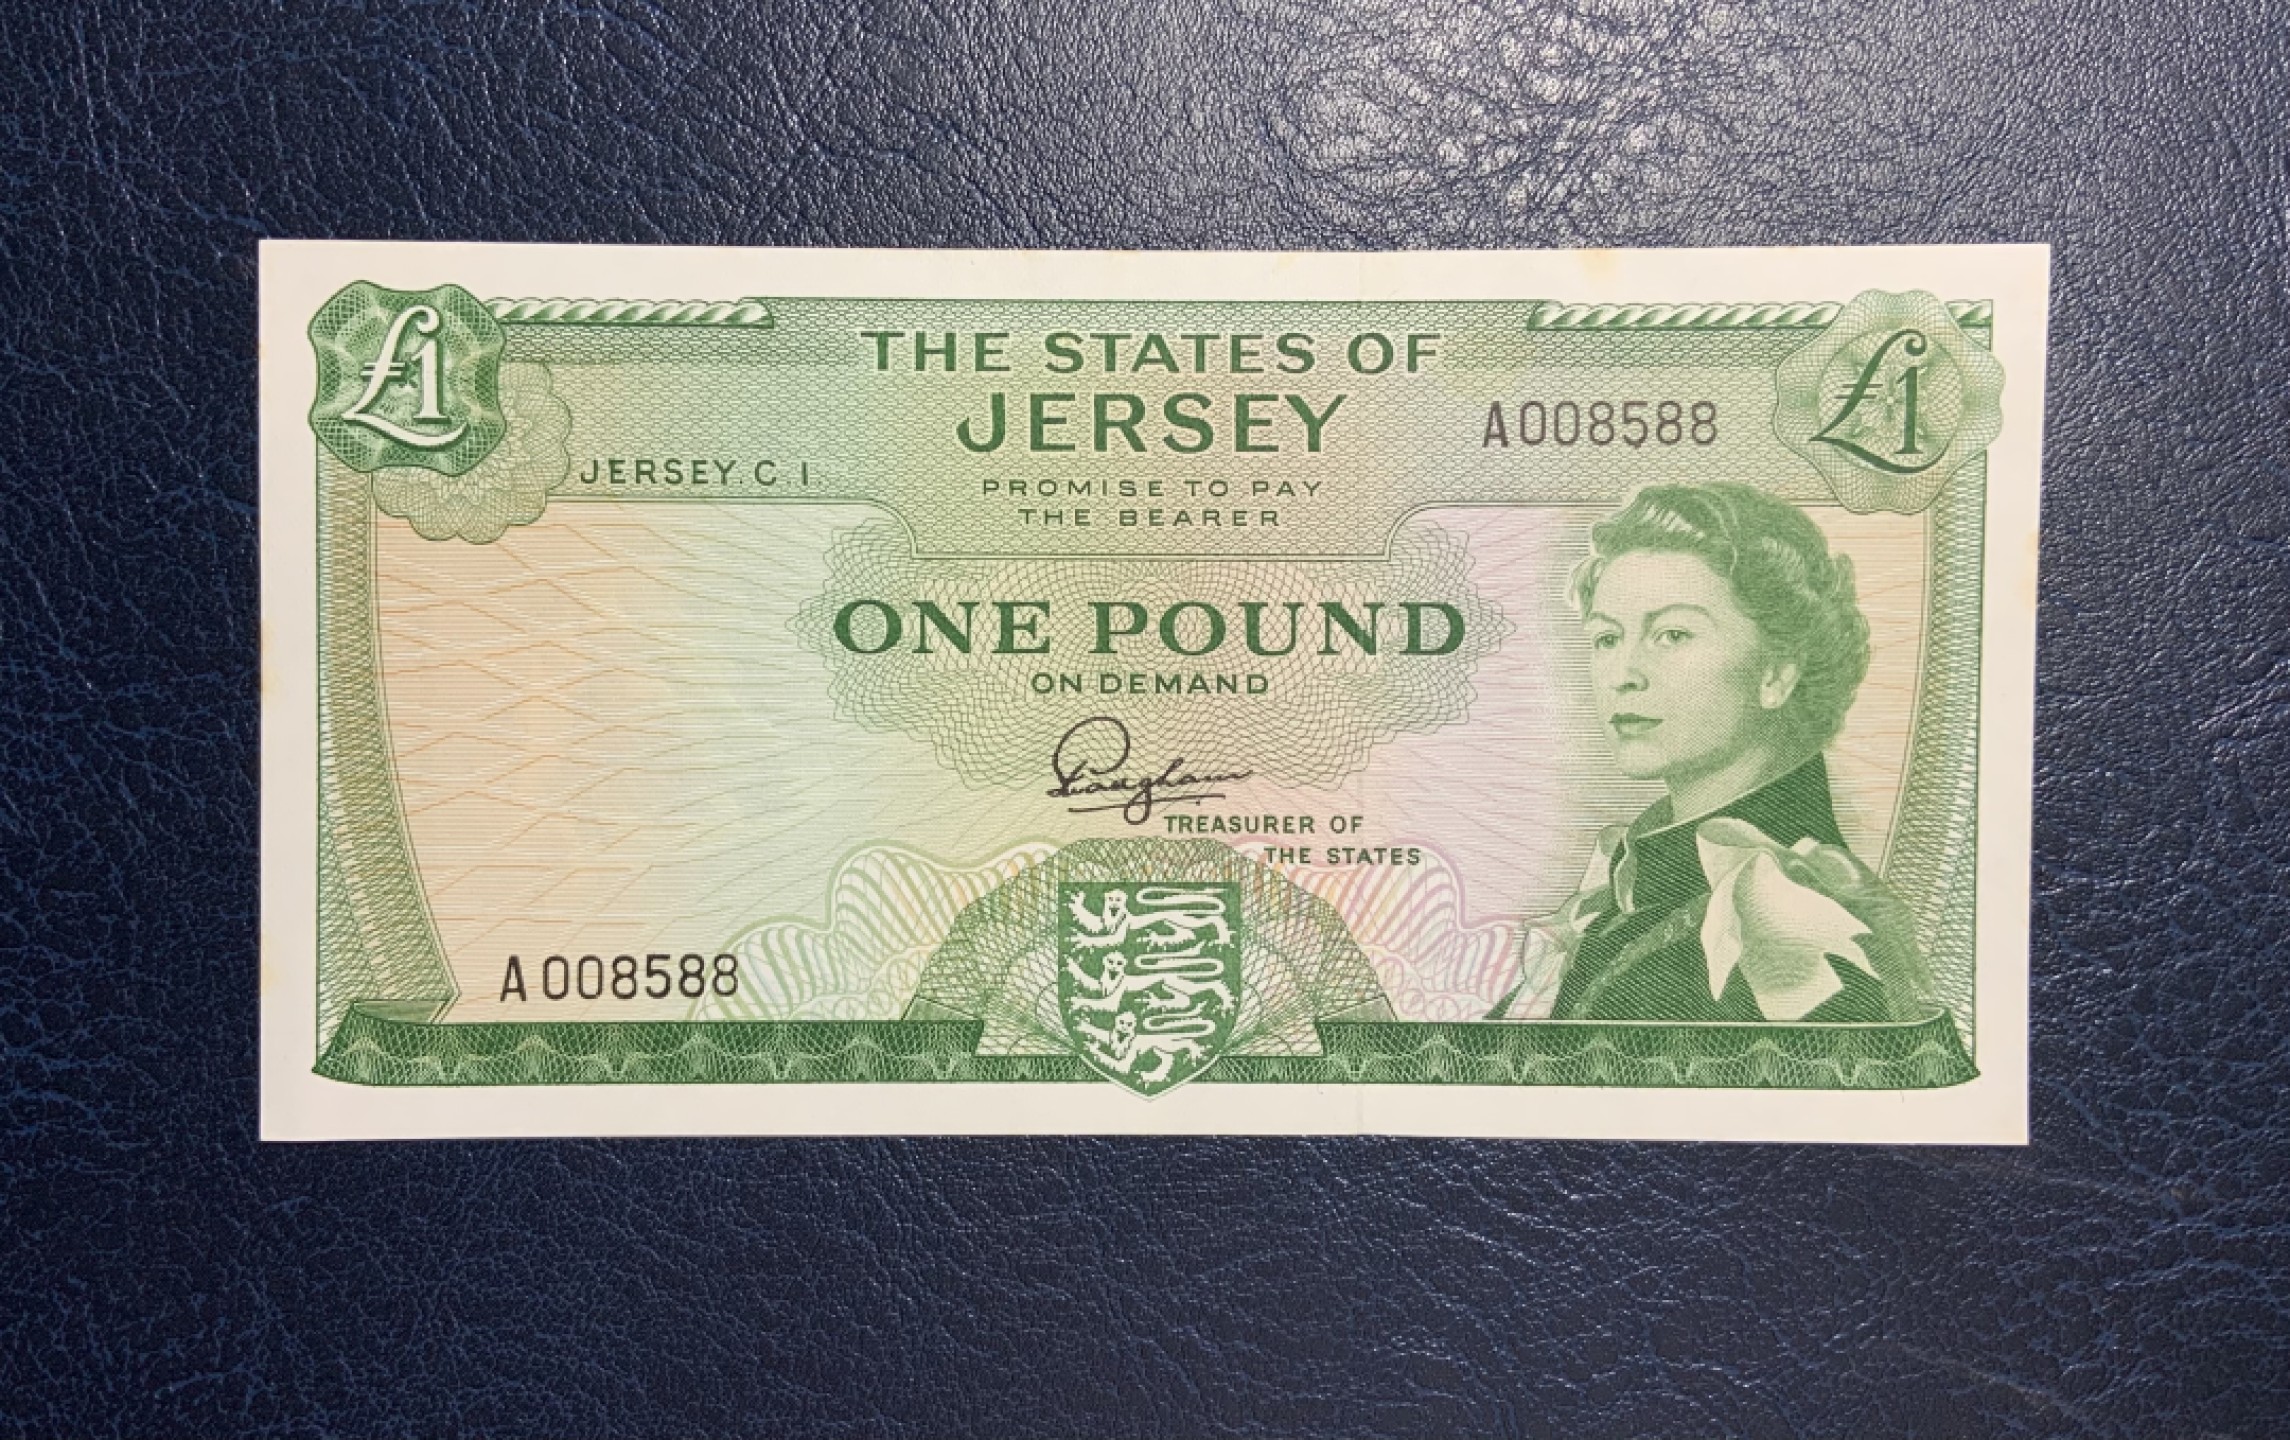 £1
£1
THE STATES OF
JERSEY
A008588
JERSEY. C. I.
PROMISE TO PAY
THE BEARER
ONE POUND
ON DEMAND
TREASURER OF
THE STATES
A008588